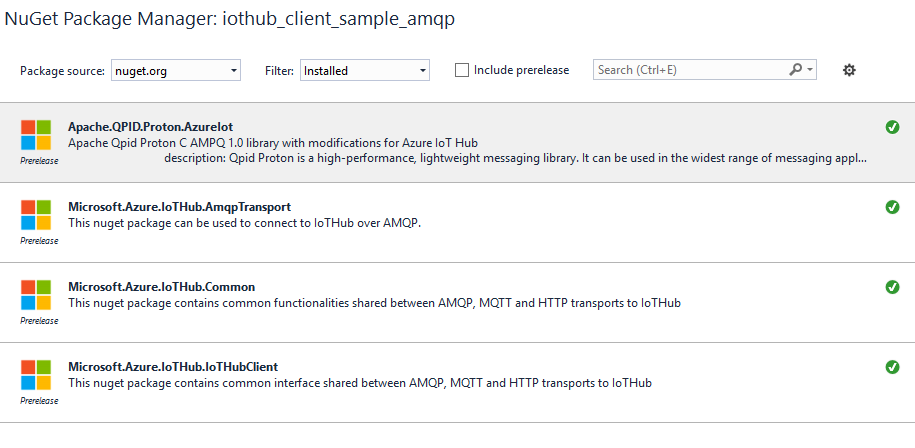 NuGet Package Manager: iothub_client_sample_amqp
Package source: nuget.org Filter: Installed Include prerelease Search (Ctrl+E)
Apache.QPID.Proton.AzureIot
Apache Qpid Proton C AMPQ 1.0 library with modifications for Azure IoT Hub
Prerelease
description: Qpid Proton is a high-performance, lightweight messaging library. It can be used in the widest range of messaging appl...
Microsoft.Azure.IoTHub.AmqpTransport
This nuget package can be used to connect to IoTHub over AMQP.
Prerelease
Microsoft.Azure.IoTHub.Common
This nuget package contains common functionalities shared between AMQP, MQTT and HTTP transports to IoTHub
Prerelease
Microsoft.Azure.IoTHub.IoTHubClient
This nuget package contains common interface shared between AMQP, MQTT and HTTP transports to IoTHub
Prerelease